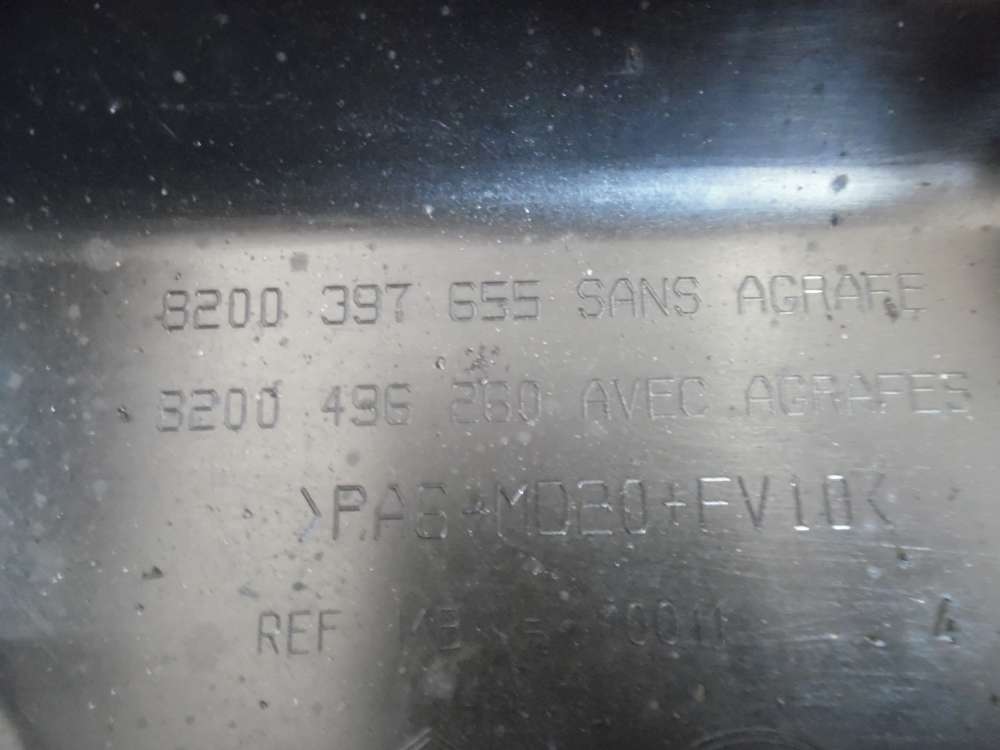 8200 397 655 SANS AGRAFE
8200 496 260 AVEC AGRAFES
>PA6+MD20+FV10<
REF